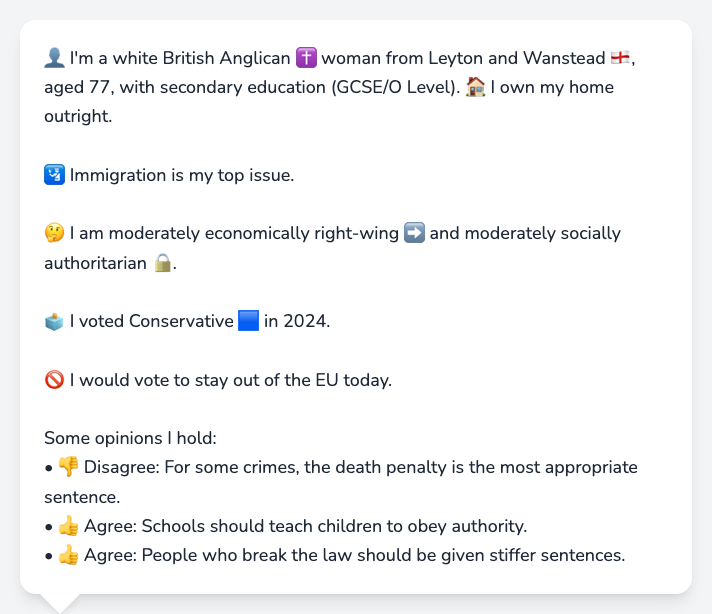 👤 I'm a white British Anglican ✝️ woman from Leyton and Wanstead 🏴󠁧󠁢󠁥󠁮󠁧󠁿,
aged 77, with secondary education (GCSE/O Level). 🏠 I own my home
outright.
🛂 Immigration is my top issue.
🤔 I am moderately economically right-wing ➡️ and moderately socially
authoritarian 🔒.
🗳️ I voted Conservative 🟦 in 2024.
🚫 I would vote to stay out of the EU today.
Some opinions I hold:
• 👎 Disagree: For some crimes, the death penalty is the most appropriate
sentence.
• 👍 Agree: Schools should teach children to obey authority.
• 👍 Agree: People who break the law should be given stiffer sentences.